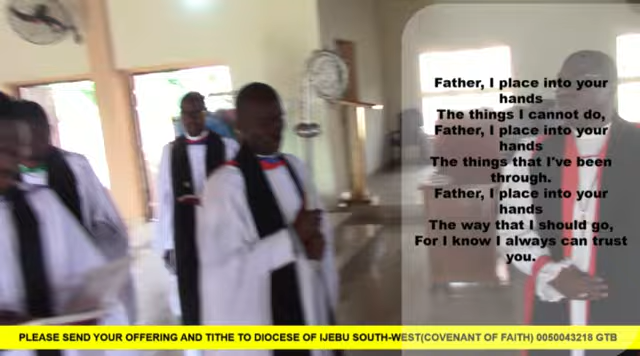 Father, I place into your
hands
The things I cannot do,
Father, I place into your
hands
The things that I've been
through.
Father, I place into your
hands
The way that I should go,
For I know I always can trust
you.
PLEASE SEND YOUR OFFERING AND TITHE TO DIOCESE OF IJEBU SOUTH-WEST(COVENANT OF FAITH) 0050043218 GTB